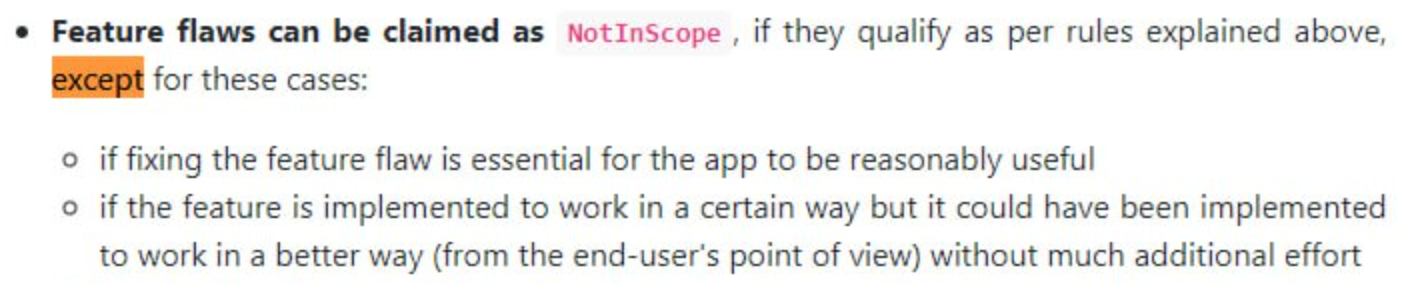 • Feature flaws can be claimed as NotInScope , if they qualify as per rules explained above,
except for these cases:
○ if fixing the feature flaw is essential for the app to be reasonably useful
○ if the feature is implemented to work in a certain way but it could have been implemented
to work in a better way (from the end-user's point of view) without much additional effort